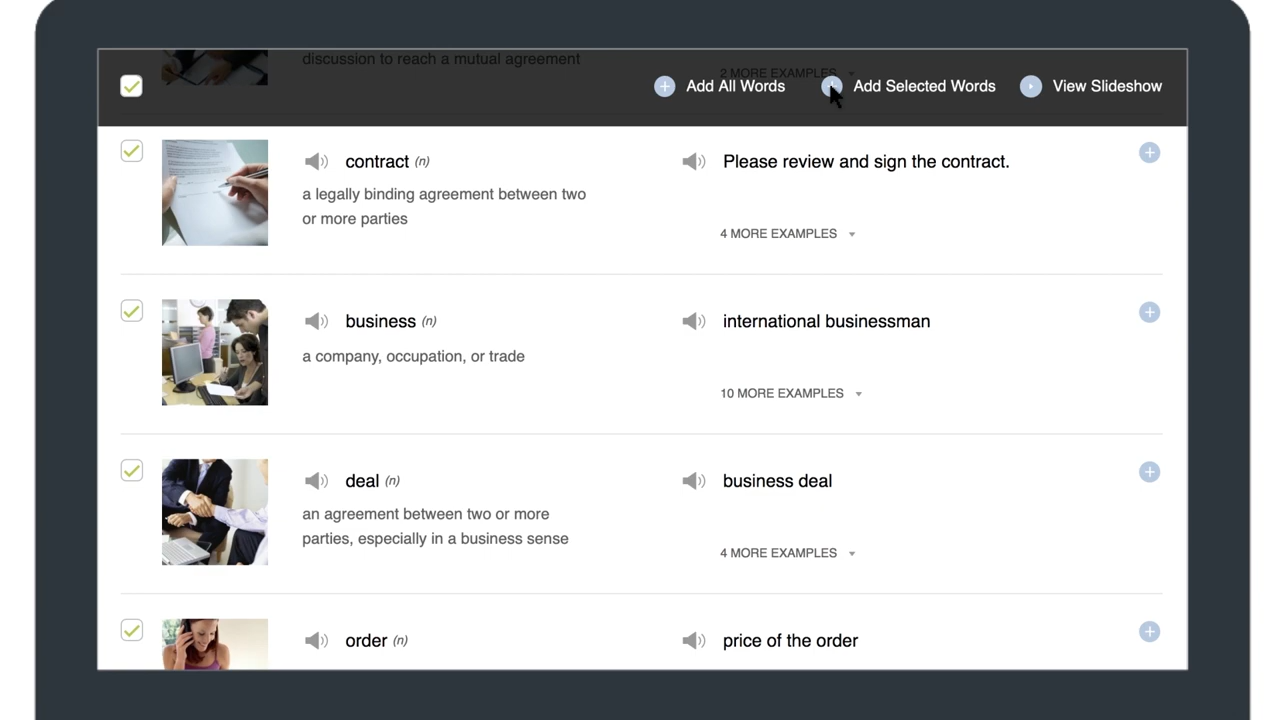 discussion to reach a mutual agreement
2 MORE EXAMPLES
Add All Words
Add Selected Words
View Slideshow
contract (n)
a legally binding agreement between two
or more parties
Please review and sign the contract.
4 MORE EXAMPLES
business (n)
a company, occupation, or trade
international businessman
10 MORE EXAMPLES
deal (n)
an agreement between two or more
parties, especially in a business sense
business deal
4 MORE EXAMPLES
order (n)
price of the order